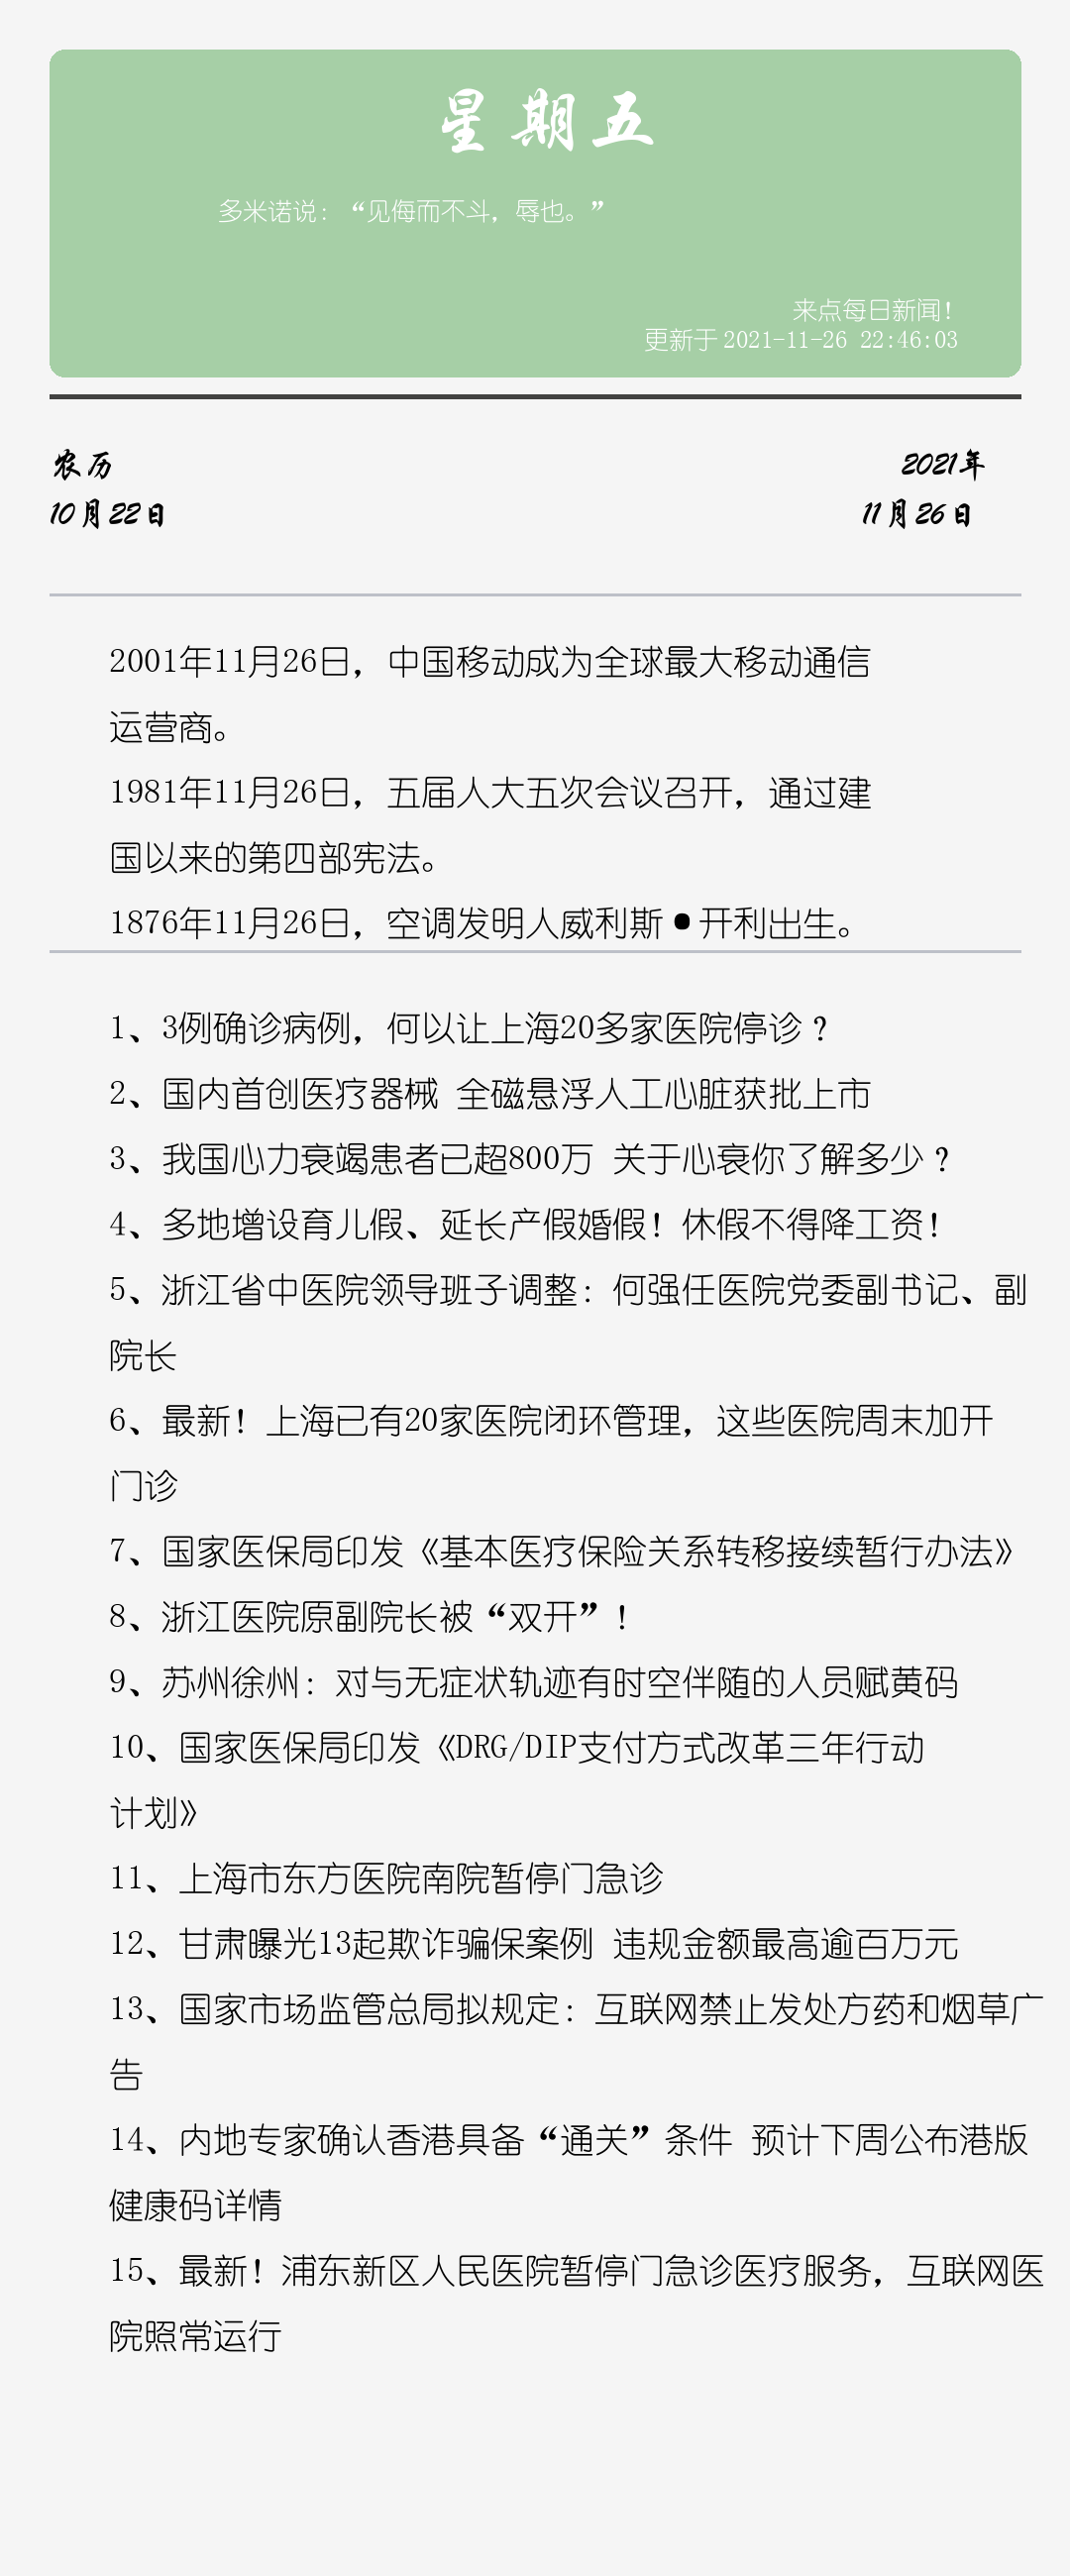 星期五
多米诺说：“见侮而不斗，辱也。”
来点每日新闻！
更新于 2021-11-26 22:46:03
农历
2021年
10月22日
11月26日
2001年11月26日，中国移动成为全球最大移动通信
运营商。
1981年11月26日，五届人大五次会议召开，通过建
国以来的第四部宪法。
1876年11月26日，空调发明人威利斯•开利出生。
1、3例确诊病例，何以让上海20多家医院停诊？
2、国内首创医疗器械 全磁悬浮人工心脏获批上市
3、我国心力衰竭患者已超800万 关于心衰你了解多少？
4、多地增设育儿假、延长产假婚假！休假不得降工资！
5、浙江省中医院领导班子调整：何强任医院党委副书记、副
院长
6、最新！上海已有20家医院闭环管理，这些医院周末加开
门诊
7、国家医保局印发《基本医疗保险关系转移接续暂行办法》
8、浙江医院原副院长被“双开”！
9、苏州徐州：对与无症状轨迹有时空伴随的人员赋黄码
10、国家医保局印发《DRG/DIP支付方式改革三年行动
计划》
11、上海市东方医院南院暂停门急诊
12、甘肃曝光13起欺诈骗保案例 违规金额最高逾百万元
13、国家市场监管总局拟规定：互联网禁止发处方药和烟草广
告
14、内地专家确认香港具备“通关”条件 预计下周公布港版
健康码详情
15、最新！浦东新区人民医院暂停门急诊医疗服务，互联网医
院照常运行